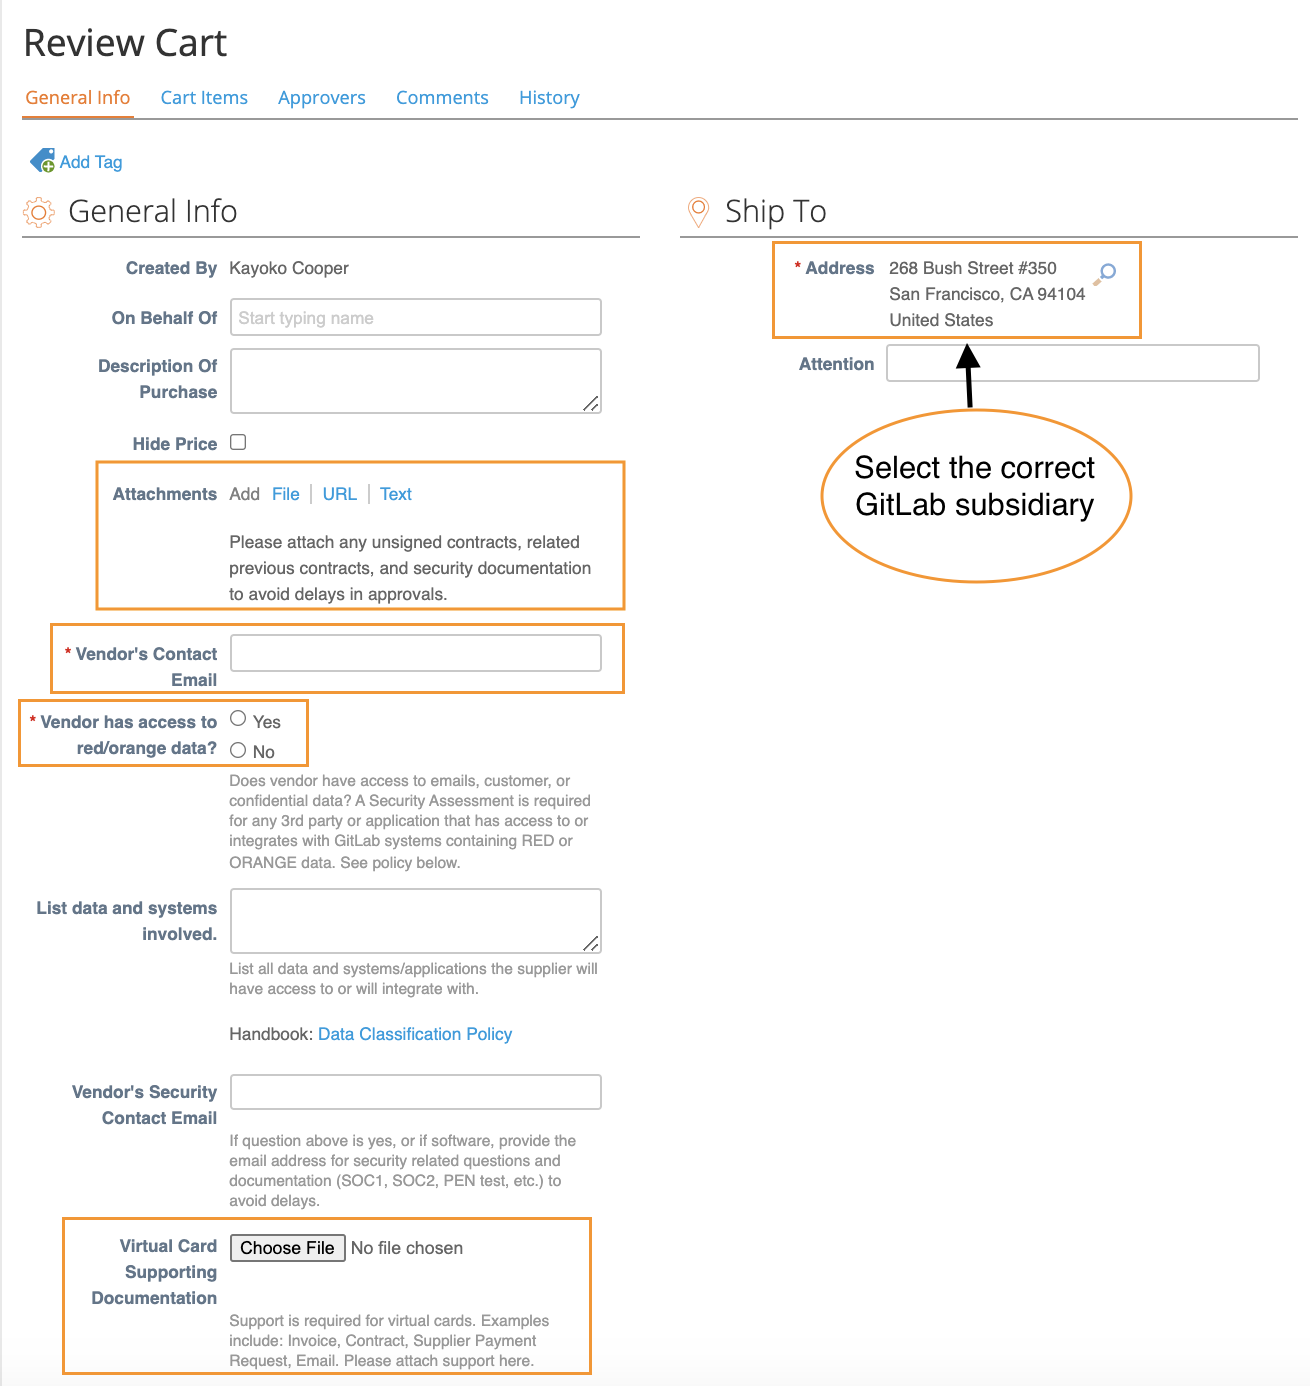 Review Cart
General Info Cart Items Approvers Comments History
Add Tag
General Info
Created By Kayoko Cooper
On Behalf Of Start typing name
Description Of
Purchase
Hide Price
Attachments Add File URL Text
Please attach any unsigned contracts, related
previous contracts, and security documentation
to avoid delays in approvals.
* Vendor's Contact
Email
* Vendor has access to
red/orange data?
Yes
No
Does vendor have access to emails, customer, or
confidential data? A Security Assessment is required
for any 3rd party or application that has access to or
integrates with GitLab systems containing RED or
ORANGE data. See policy below.
List data and systems
involved.
List all data and systems/applications the supplier will
have access to or will integrate with.
Handbook: Data Classification Policy
Vendor's Security
Contact Email
If question above is yes, or if software, provide the
email address for security related questions and
documentation (SOC1, SOC2, PEN test, etc.) to
avoid delays.
Virtual Card
Supporting
Documentation
Choose File No file chosen
Support is required for virtual cards. Examples
include: Invoice, Contract, Supplier Payment
Request, Email. Please attach support here.
Ship To
* Address 268 Bush Street #350
San Francisco, CA 94104
United States
Attention
Select the correct
GitLab subsidiary